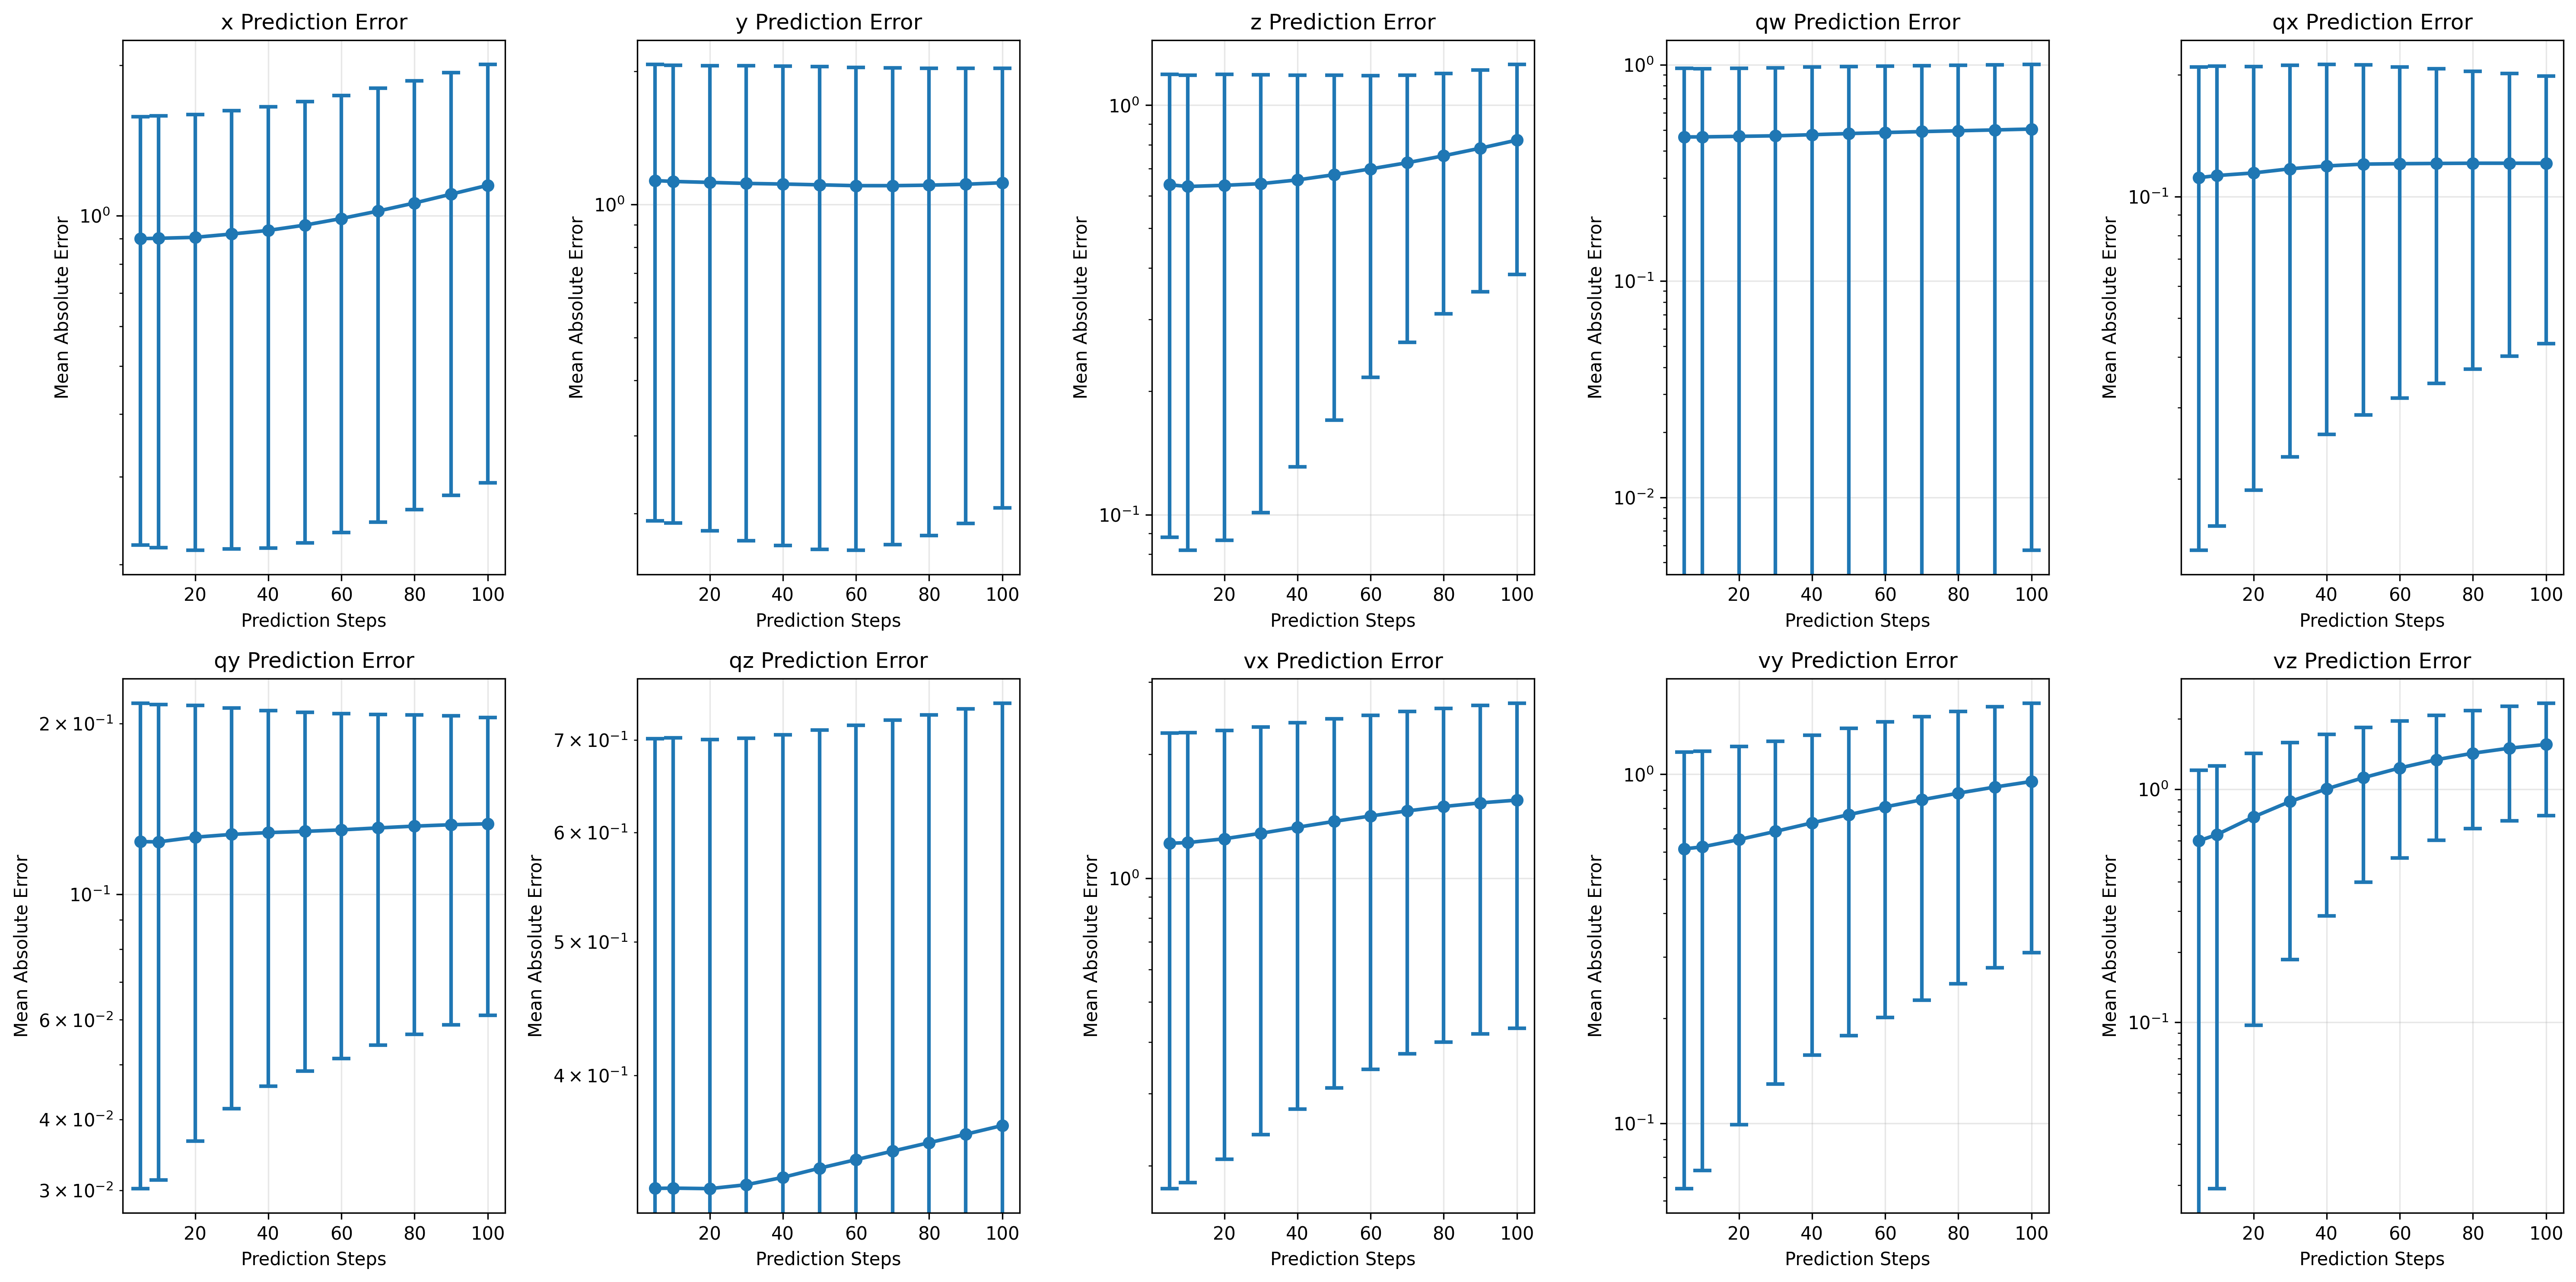 x Prediction Error
Mean Absolute Error
10⁰
20 40 60 80 100
Prediction Steps
y Prediction Error
Mean Absolute Error
10⁰
20 40 60 80 100
Prediction Steps
z Prediction Error
Mean Absolute Error
10⁰
10⁻¹
20 40 60 80 100
Prediction Steps
qw Prediction Error
Mean Absolute Error
10⁰
10⁻¹
10⁻²
20 40 60 80 100
Prediction Steps
qx Prediction Error
Mean Absolute Error
10⁻¹
20 40 60 80 100
Prediction Steps
qy Prediction Error
Mean Absolute Error
2 × 10⁻¹
10⁻¹
6 × 10⁻²
4 × 10⁻²
3 × 10⁻²
20 40 60 80 100
Prediction Steps
qz Prediction Error
Mean Absolute Error
7 × 10⁻¹
6 × 10⁻¹
5 × 10⁻¹
4 × 10⁻¹
20 40 60 80 100
Prediction Steps
vx Prediction Error
Mean Absolute Error
10⁰
20 40 60 80 100
Prediction Steps
vy Prediction Error
Mean Absolute Error
10⁰
10⁻¹
20 40 60 80 100
Prediction Steps
vz Prediction Error
Mean Absolute Error
10⁰
10⁻¹
20 40 60 80 100
Prediction Steps